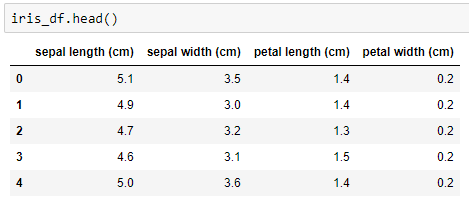 iris_df.head()
sepal length (cm) sepal width (cm) petal length (cm) petal width (cm)
0 5.1 3.5 1.4 0.2
1 4.9 3.0 1.4 0.2
2 4.7 3.2 1.3 0.2
3 4.6 3.1 1.5 0.2
4 5.0 3.6 1.4 0.2